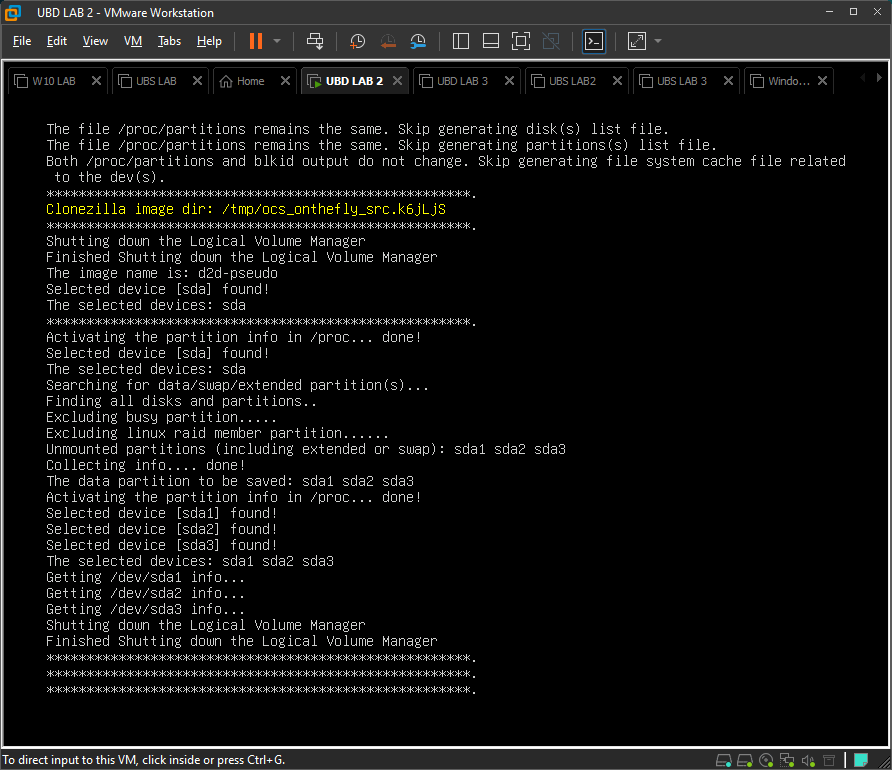 UBD LAB 2 - VMware Workstation
File Edit View VM Tabs Help
W10 LAB UBS LAB Home UBD LAB 2 UBD LAB 3 UBS LAB2 UBS LAB 3 Windo...
The file /proc/partitions remains the same. Skip generating disk(s) list file.
The file /proc/partitions remains the same. Skip generating partitions(s) list file.
Both /proc/partitions and blkid output do not change. Skip generating file system cache file related
to the dev(s).
*****************************************************.
Clonezilla image dir: /tmp/ocs_onthefly_src.k6jLjS
*****************************************************.
Shutting down the Logical Volume Manager
Finished Shutting down the Logical Volume Manager
The image name is: d2d-pseudo
Selected device [sda] found!
The selected devices: sda
*****************************************************.
Activating the partition info in /proc... done!
Selected device [sda] found!
The selected devices: sda
Searching for data/swap/extended partition(s)...
Finding all disks and partitions..
Excluding busy partition.....
Excluding linux raid member partition......
Unmounted partitions (including extended or swap): sda1 sda2 sda3
Collecting info.... done!
The data partition to be saved: sda1 sda2 sda3
Activating the partition info in /proc... done!
Selected device [sda1] found!
Selected device [sda2] found!
Selected device [sda3] found!
The selected devices: sda1 sda2 sda3
Getting /dev/sda1 info...
Getting /dev/sda2 info...
Getting /dev/sda3 info...
Shutting down the Logical Volume Manager
Finished Shutting down the Logical Volume Manager
*****************************************************.
*****************************************************.
*****************************************************.
To direct input to this VM, click inside or press Ctrl+G.